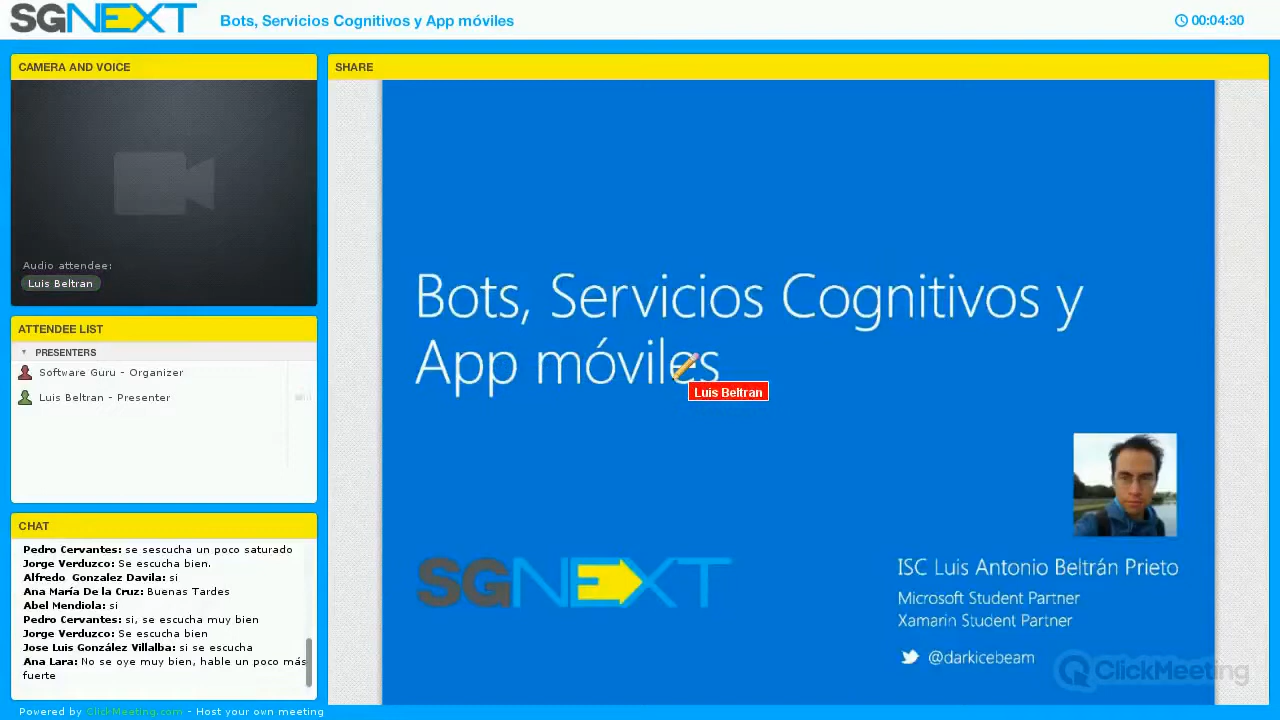 SGNEXT
Bots, Servicios Cognitivos y App móviles
00:04:30
CAMERA AND VOICE
Audio attendee:
Luis Beltran
ATTENDEE LIST
PRESENTERS
Software Guru - Organizer
Luis Beltran - Presenter
CHAT
Pedro Cervantes: se sescucha un poco saturado
Jorge Verduzco: Se escucha bien.
Alfredo Gonzalez Davila: si
Ana María De la Cruz: Buenas Tardes
Abel Mendiola: si
Pedro Cervantes: si, se escucha muy bien
Jorge Verduzco: Se escucha bien
Jose Luis González Villalba: si se escucha
Ana Lara: No se oye muy bien, hable un poco más
fuerte
Powered by ClickMeeting.com - Host your own meeting
SHARE
Bots, Servicios Cognitivos y
App móviles
Luis Beltran
SGNEXT
ISC Luis Antonio Beltrán Prieto
Microsoft Student Partner
Xamarin Student Partner
@darkicebeam
ClickMeeting